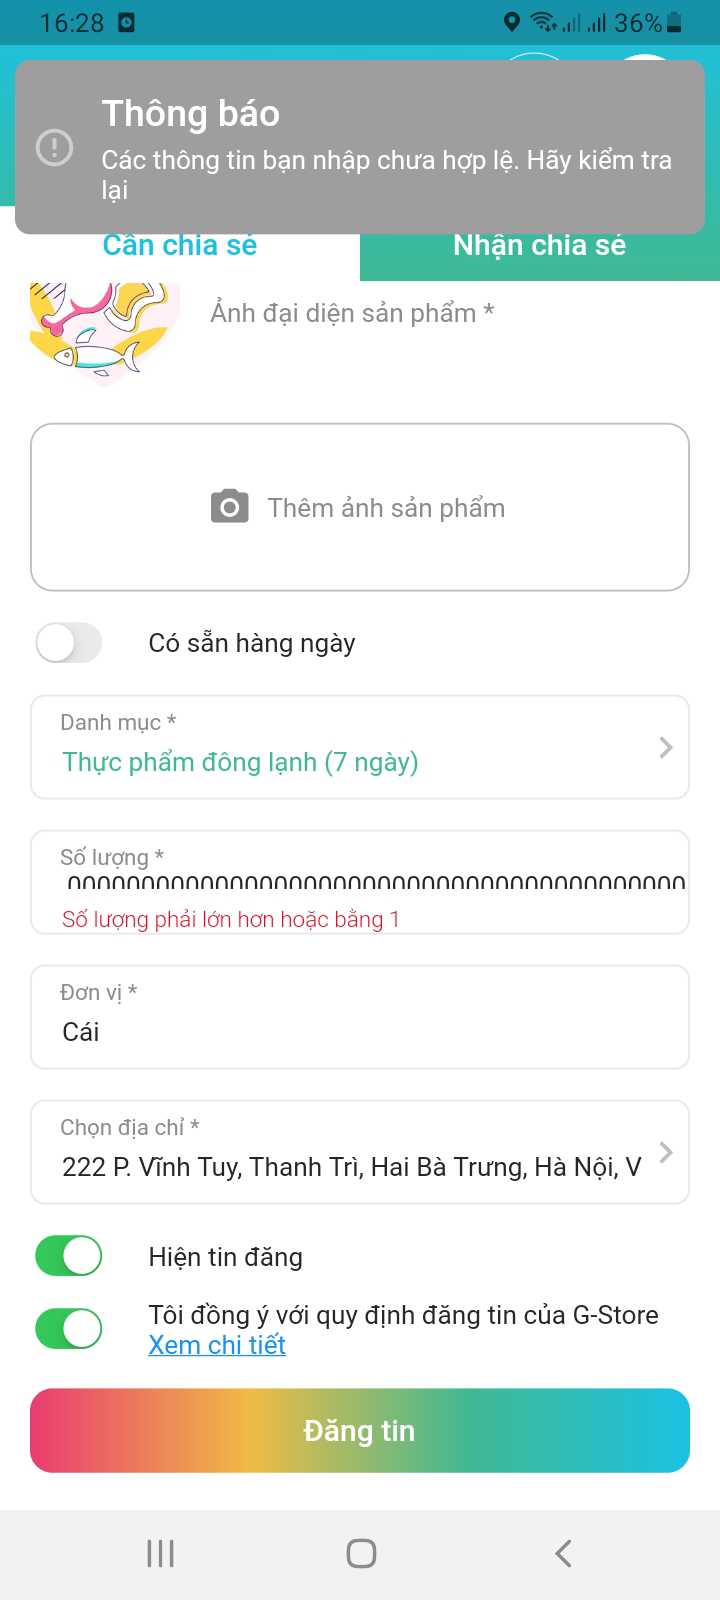 16:28
36%
Thông báo
Các thông tin bạn nhập chưa hợp lệ. Hãy kiểm tra
lại
Cần chia sẻ
Nhận chia sẻ
Ảnh đại diện sản phẩm *
Thêm ảnh sản phẩm
Có sẵn hàng ngày
Danh mục *
Thực phẩm đông lạnh (7 ngày)
Số lượng *
Số lượng phải lớn hơn hoặc bằng 1
Đơn vị *
Cái
Chọn địa chỉ *
222 P. Vĩnh Tuy, Thanh Trì, Hai Bà Trưng, Hà Nội, V
Hiện tin đăng
Tôi đồng ý với quy định đăng tin của G-Store
Xem chi tiết
Đăng tin